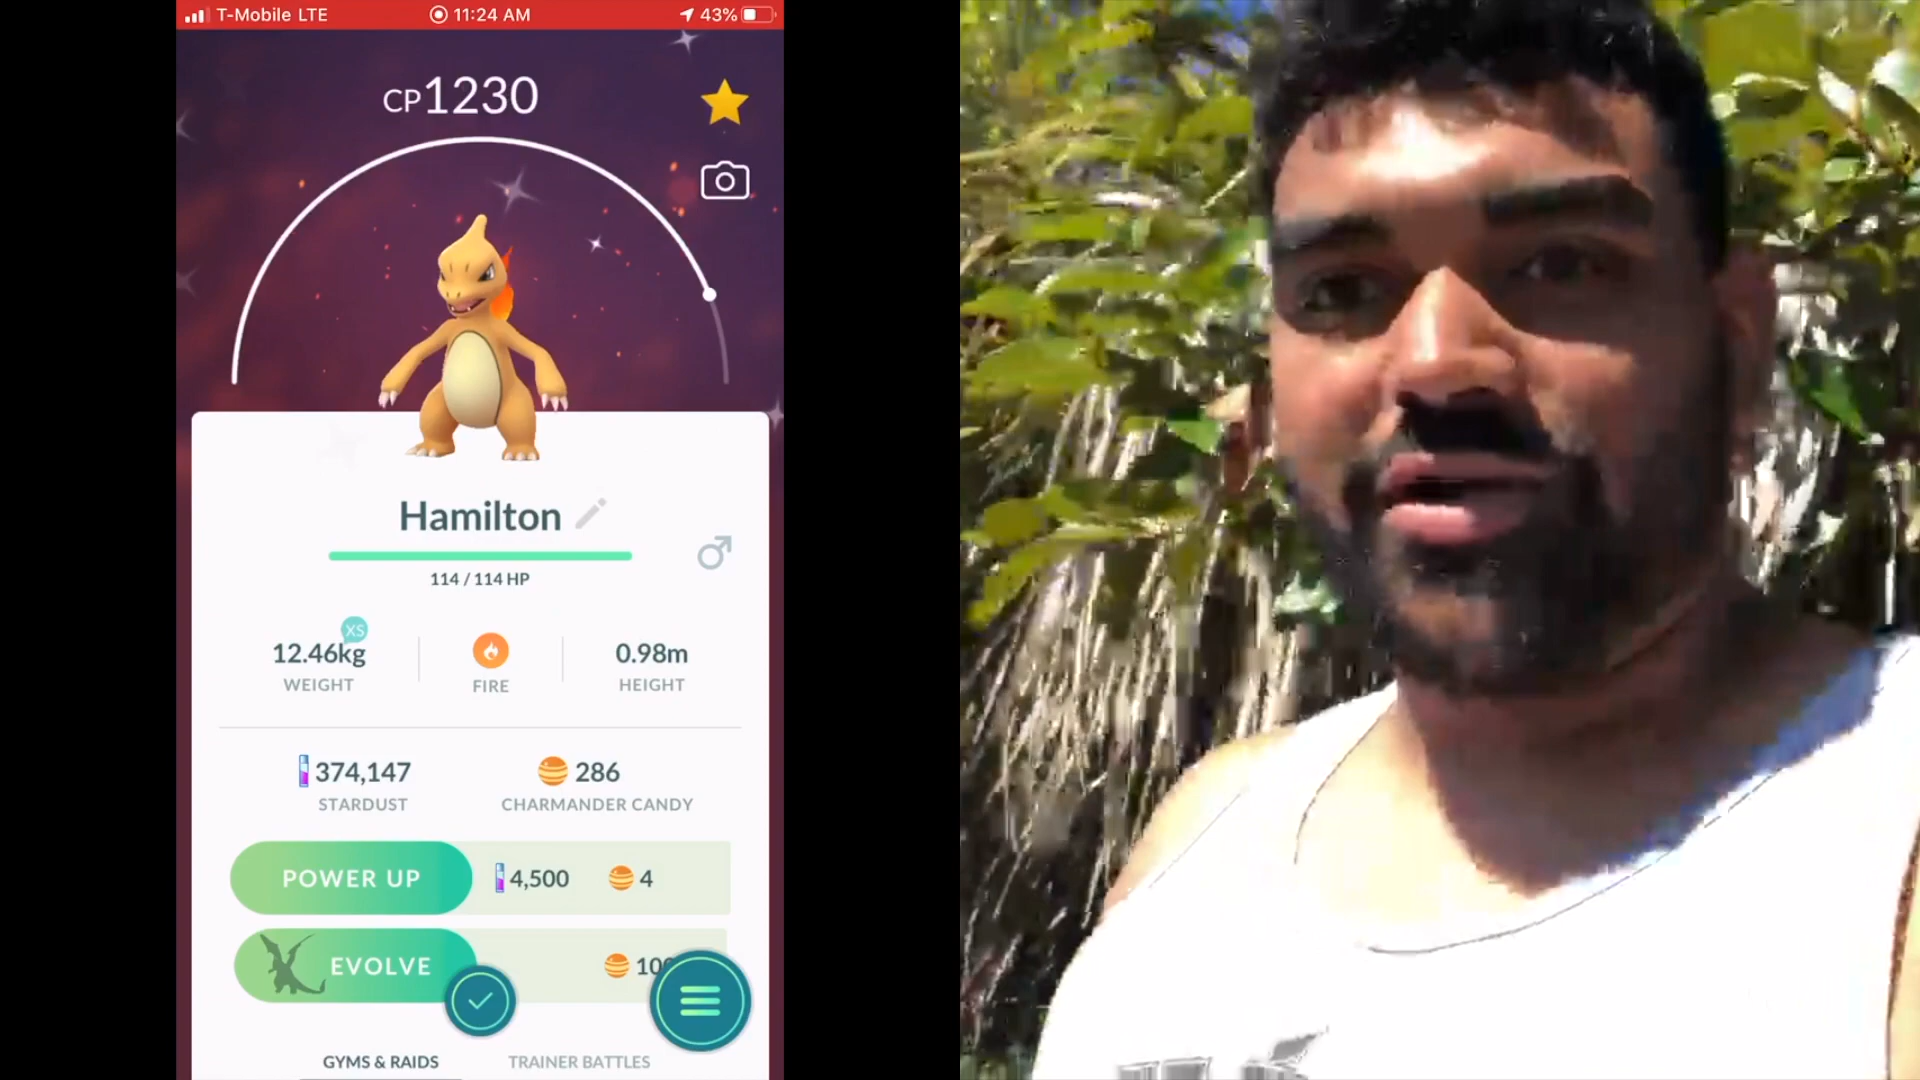 T-Mobile LTE 11:24 AM 43%
CP1230
Hamilton
114 / 114 HP
XS
12.46kg 0.98m
WEIGHT FIRE HEIGHT
374,147 286
STARDUST CHARMANDER CANDY
POWER UP 4,500 4
EVOLVE
GYMS & RAIDS TRAINER BATTLES